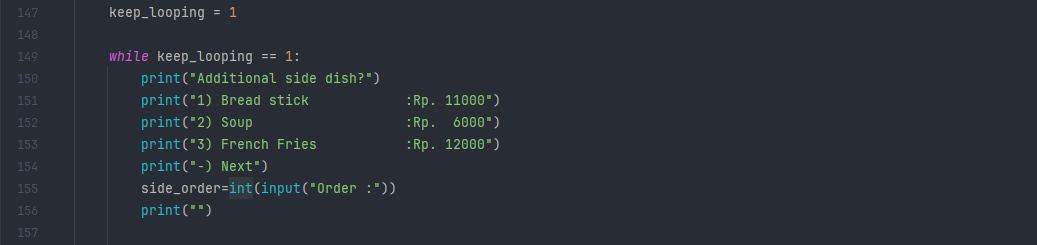 147 keep_looping = 1
148
149 while keep_looping == 1:
150 print("Additional side dish?")
151 print("1) Bread stick            :Rp. 11000")
152 print("2) Soup                   :Rp.  6000")
153 print("3) French Fries           :Rp. 12000")
154 print("-) Next")
155 side_order=int(input("Order :"))
156 print("")
157